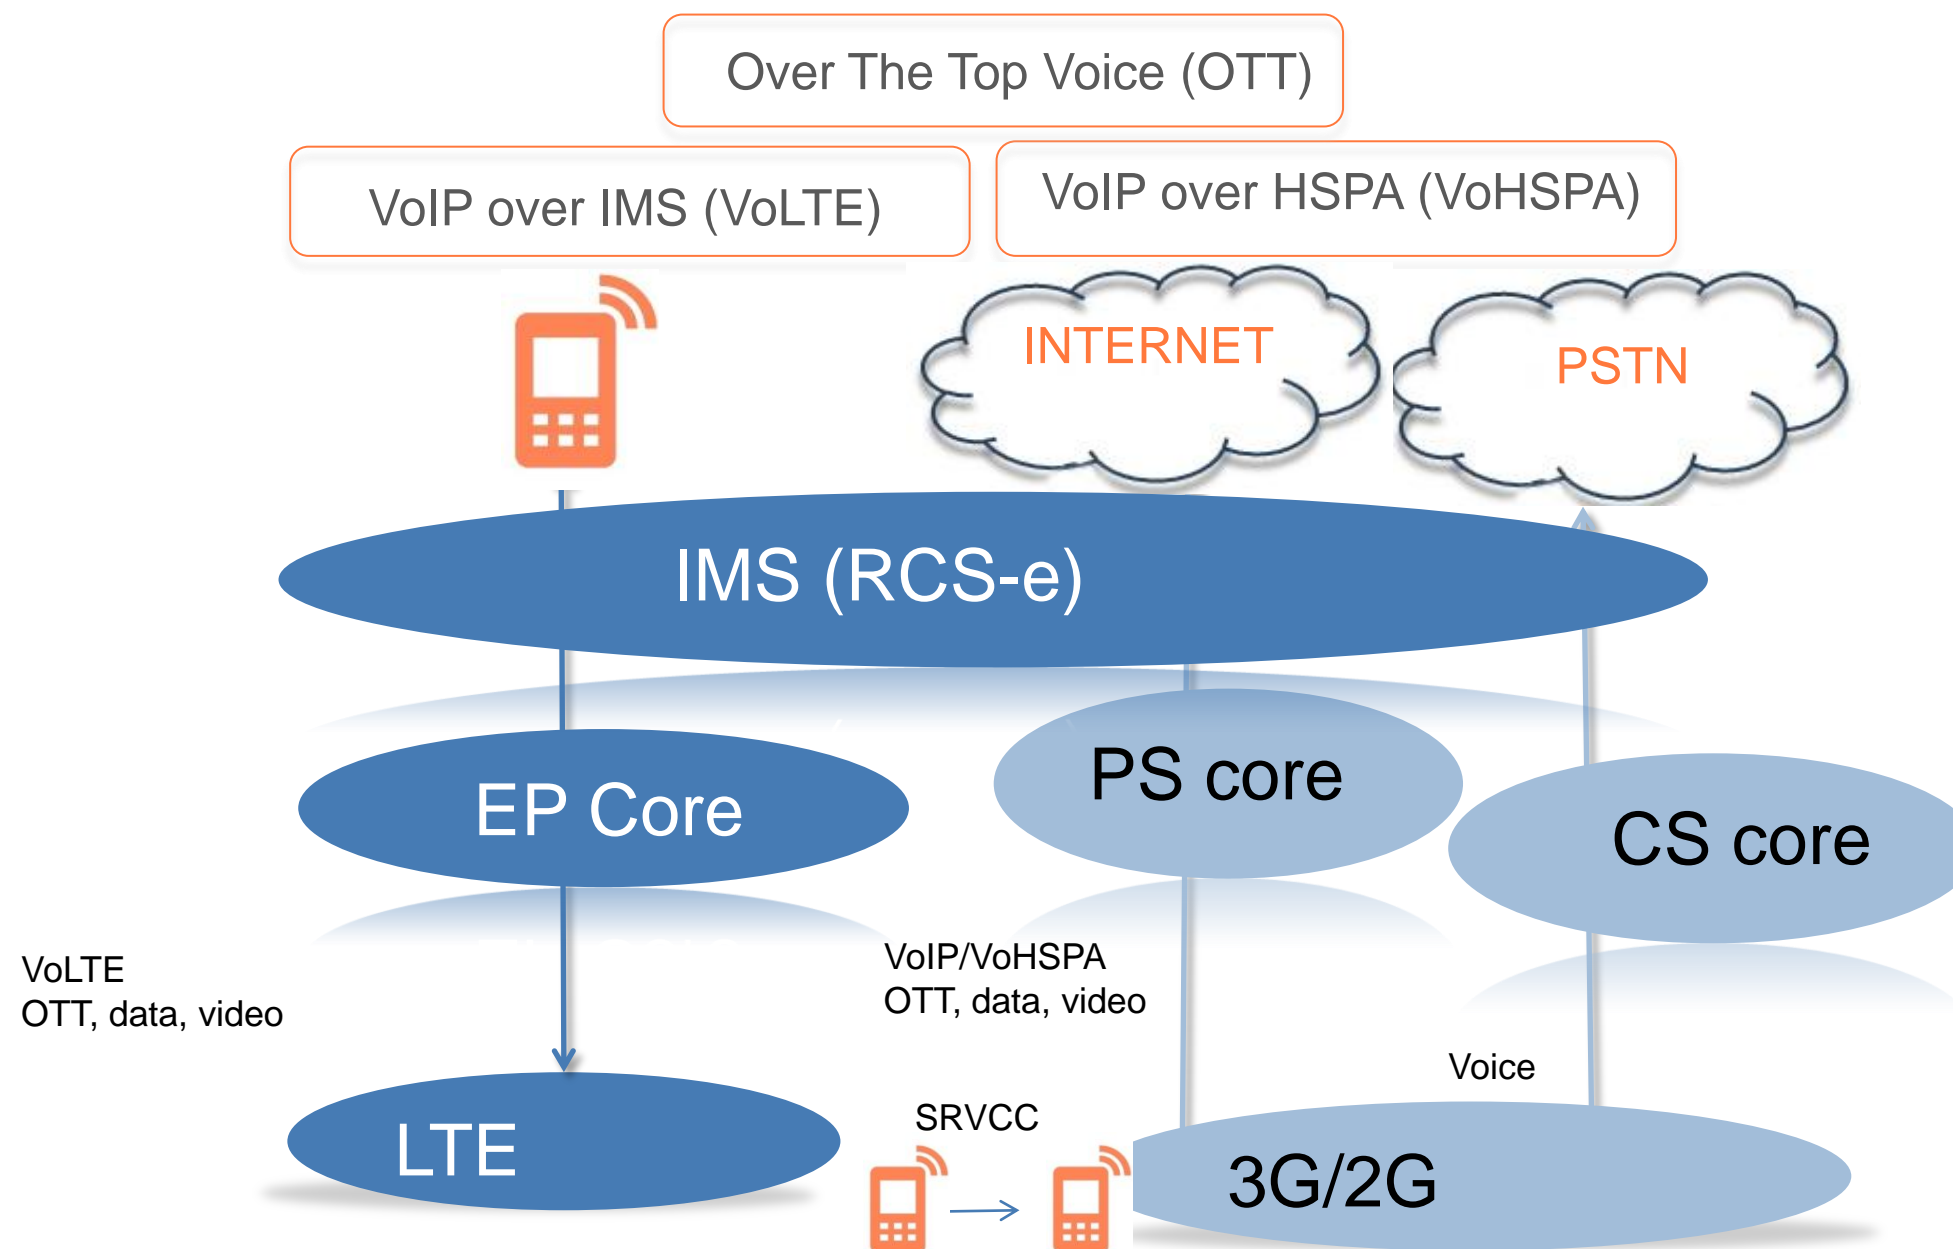 Over The Top Voice (OTT)
VoIP over IMS (VoLTE)
VoIP over HSPA (VoHSPA)
INTERNET
PSTN
IMS (RCS-e)
EP Core
PS core
CS core
VoLTE
OTT, data, video
VoIP/VoHSPA
OTT, data, video
Voice
SRVCC
LTE
3G/2G